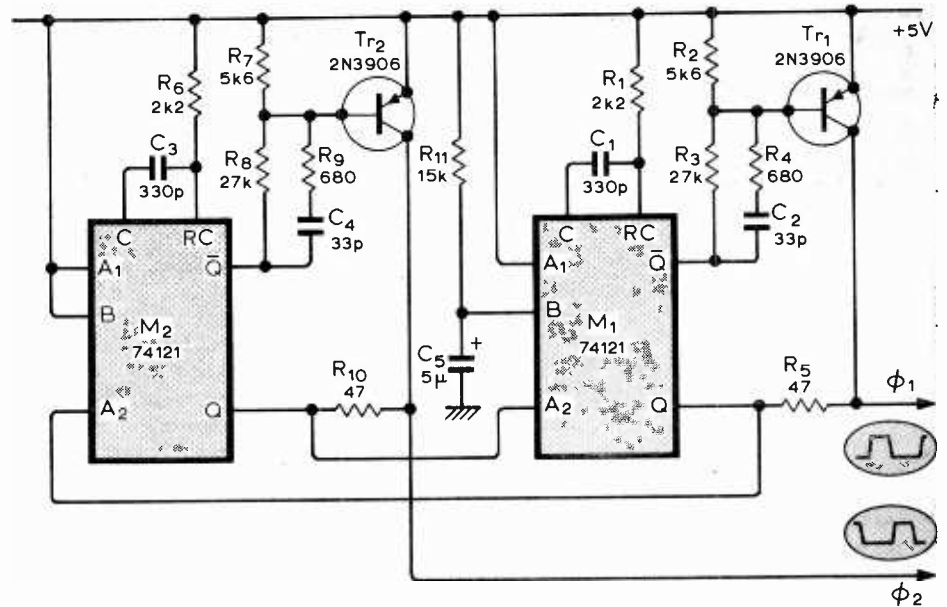 +5V
Tr2
2N3906
Tr1
2N3906
R7
5k6
R2
5k6
R6
2k2
R1
2k2
C3
330p
R8
27k
R9
680
R11
15k
C1
330p
R3
27k
R4
680
C4
33p
C2
33p
C RC
A1 Q̄
B
M2
74121
A2 Q
C RC
A1 Q̄
B
M1
74121
A2 Q
C5 +
5µ
R10
47
R5
47
ϕ1
ϕ2